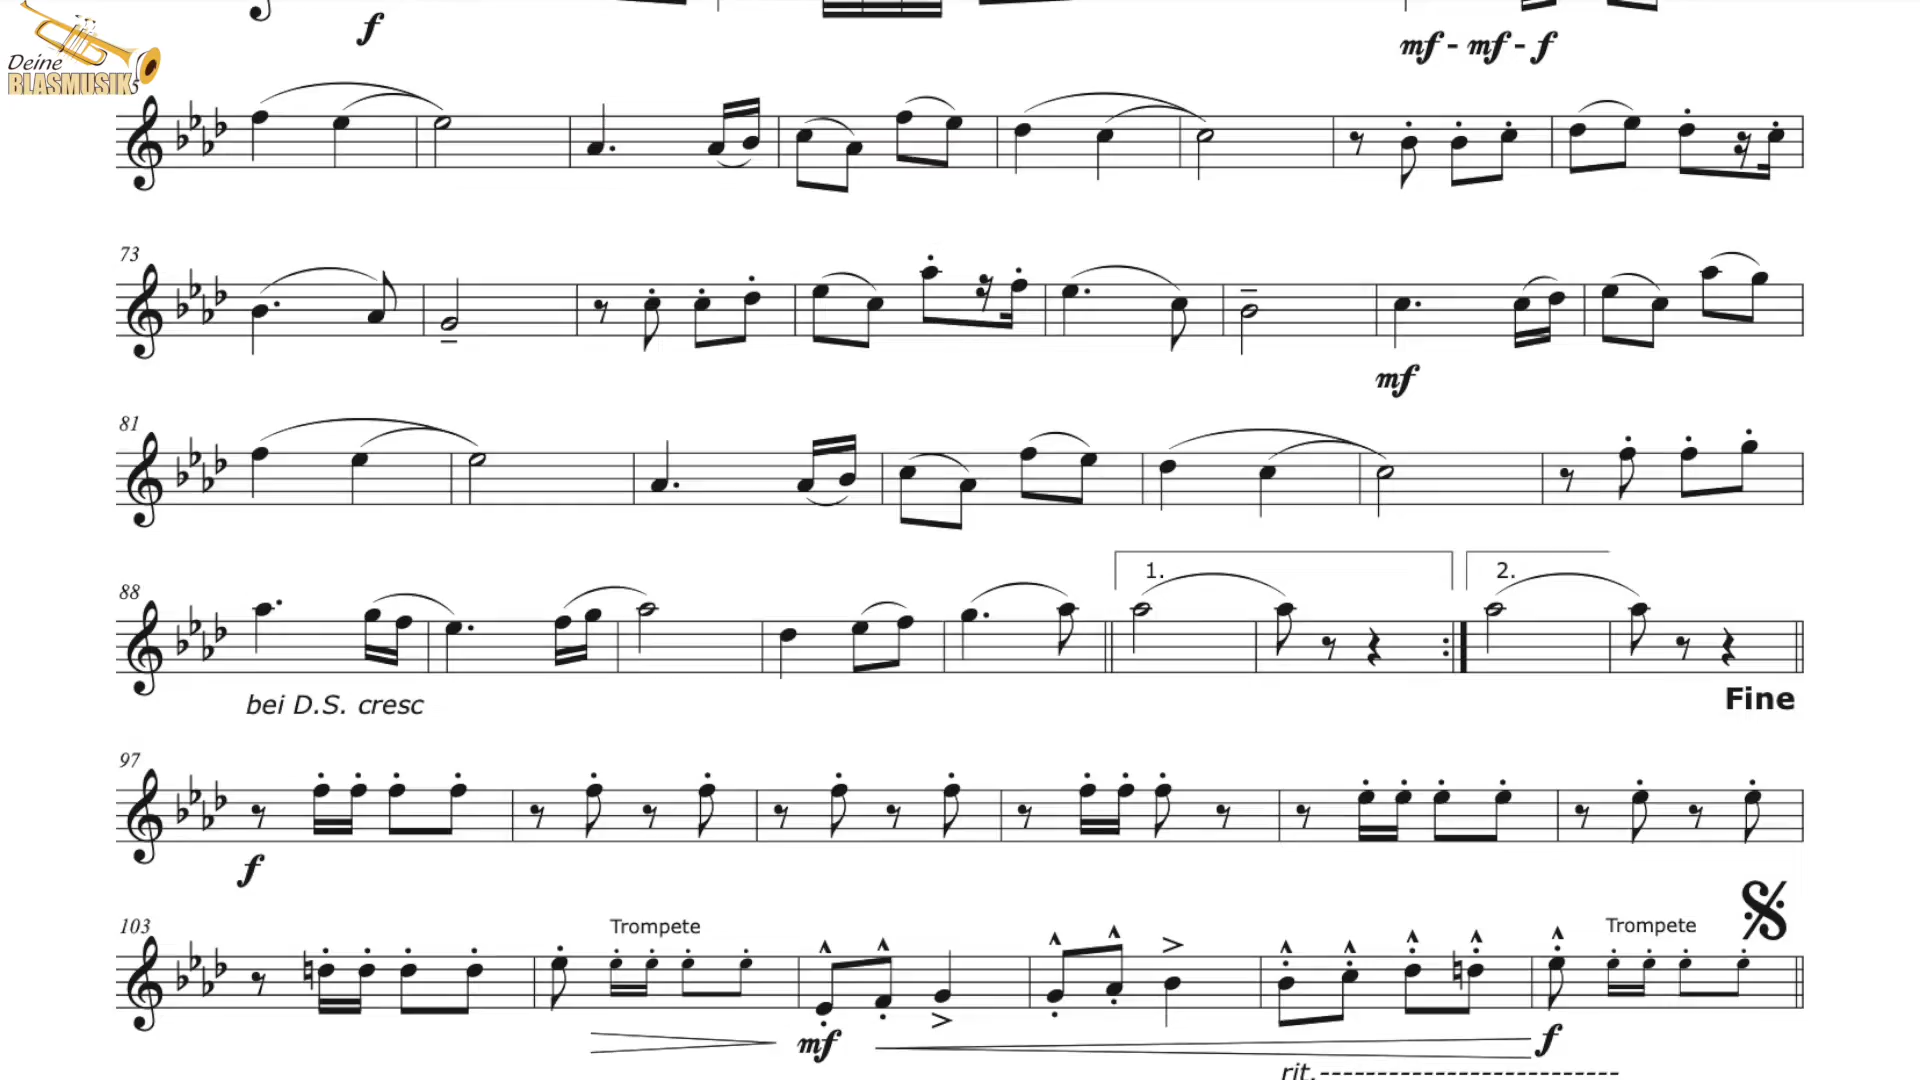 f
mf - mf - f
Deine
BLASMUSIK
73
mf
81
1.
2.
88
bei D.S. cresc
Fine
97
f
103
Trompete
Trompete
mf
f
rit.